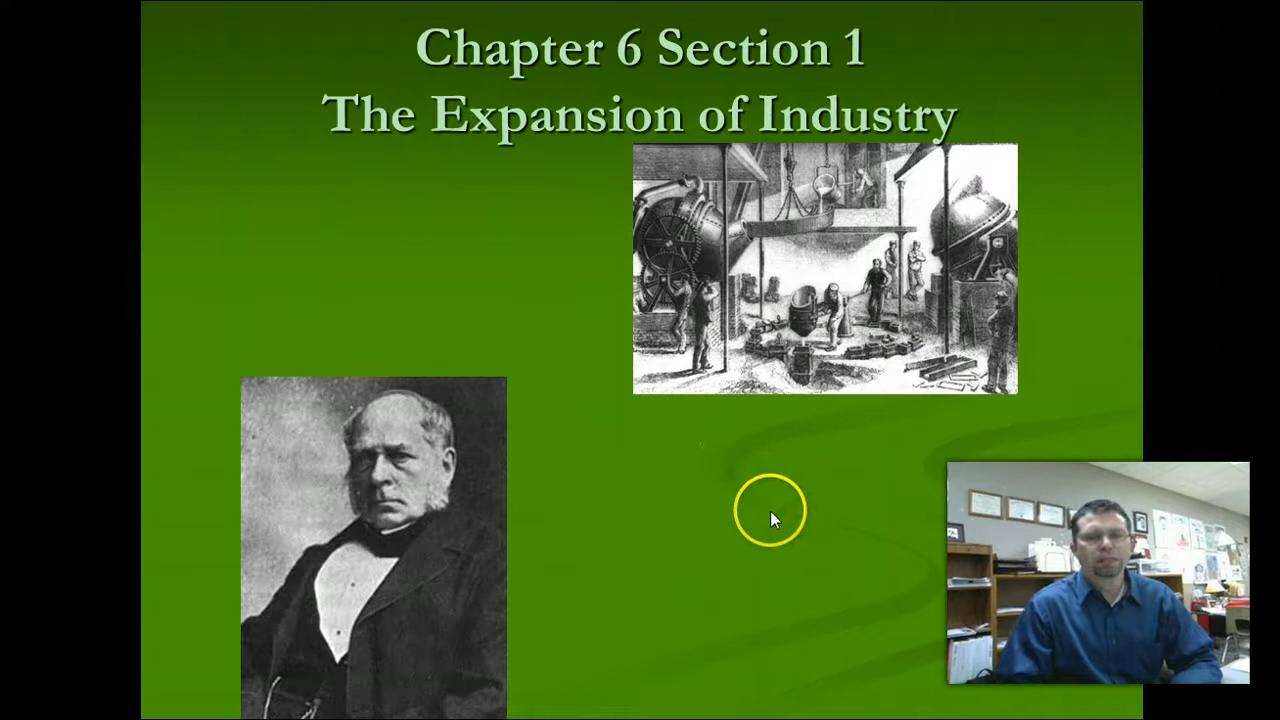 Chapter 6 Section 1
The Expansion of Industry